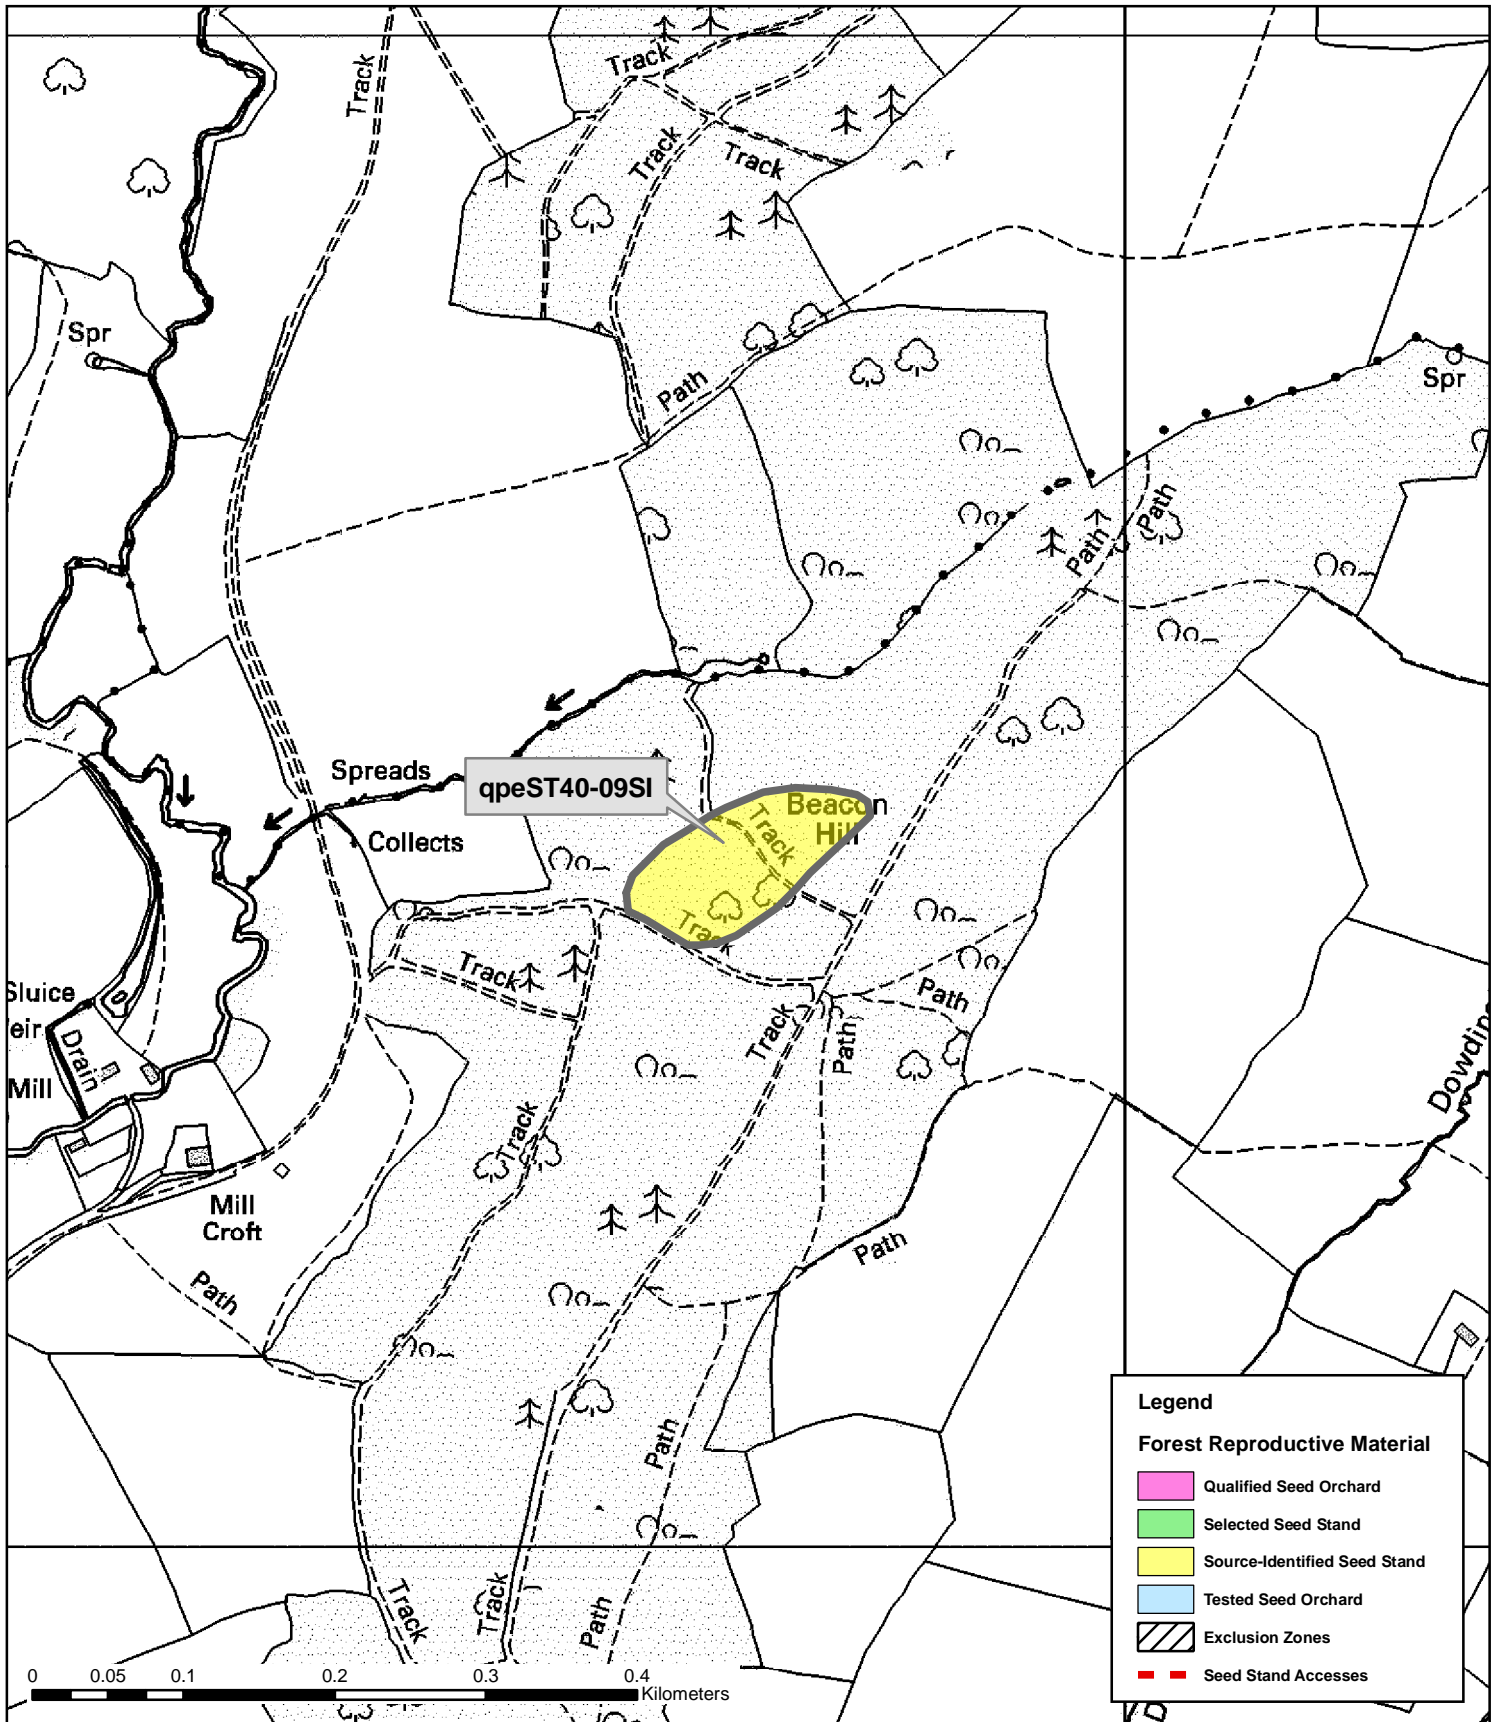 Track
Track
Track
Track
Spr
Path
Spr
Path
Path
Spreads
qpeST40-09SI
Beacon
Hill
Track
Collects
Track
Track
Path
Sluice
eir
Drain
Mill
Track
Path
Dowdin
Track
Mill
Croft
Path
Path
Path
Track
Track
Path
Legend
Forest Reproductive Material
Qualified Seed Orchard
Selected Seed Stand
Source-Identified Seed Stand
Tested Seed Orchard
Exclusion Zones
Seed Stand Accesses
0 0.05 0.1 0.2 0.3 0.4
Kilometers
D